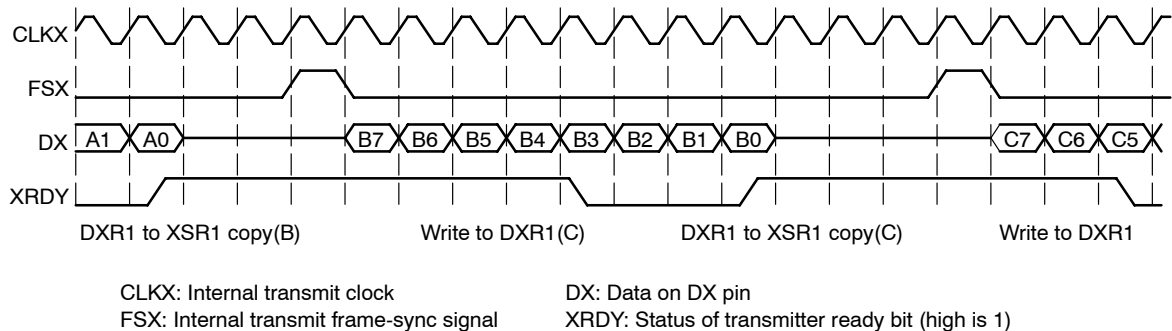 CLKX
FSX
DX A1 A0 B7 B6 B5 B4 B3 B2 B1 B0 C7 C6 C5
XRDY
DXR1 to XSR1 copy(B) Write to DXR1(C) DXR1 to XSR1 copy(C) Write to DXR1
CLKX: Internal transmit clock DX: Data on DX pin
FSX: Internal transmit frame-sync signal XRDY: Status of transmitter ready bit (high is 1)